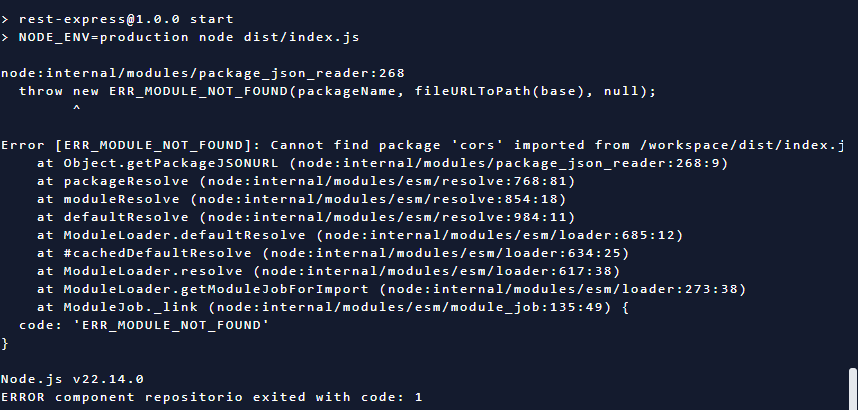 > rest-express@1.0.0 start
> NODE_ENV=production node dist/index.js
node:internal/modules/package_json_reader:268
throw new ERR_MODULE_NOT_FOUND(packageName, fileURLToPath(base), null);
^
Error [ERR_MODULE_NOT_FOUND]: Cannot find package 'cors' imported from /workspace/dist/index.j
at Object.getPackageJSONURL (node:internal/modules/package_json_reader:268:9)
at packageResolve (node:internal/modules/esm/resolve:768:81)
at moduleResolve (node:internal/modules/esm/resolve:854:18)
at defaultResolve (node:internal/modules/esm/resolve:984:11)
at ModuleLoader.defaultResolve (node:internal/modules/esm/loader:685:12)
at #cachedDefaultResolve (node:internal/modules/esm/loader:634:25)
at ModuleLoader.resolve (node:internal/modules/esm/loader:617:38)
at ModuleLoader.getModuleJobForImport (node:internal/modules/esm/loader:273:38)
at ModuleJob._link (node:internal/modules/esm/module_job:135:49) {
code: 'ERR_MODULE_NOT_FOUND'
}
Node.js v22.14.0
ERROR component repositorio exited with code: 1